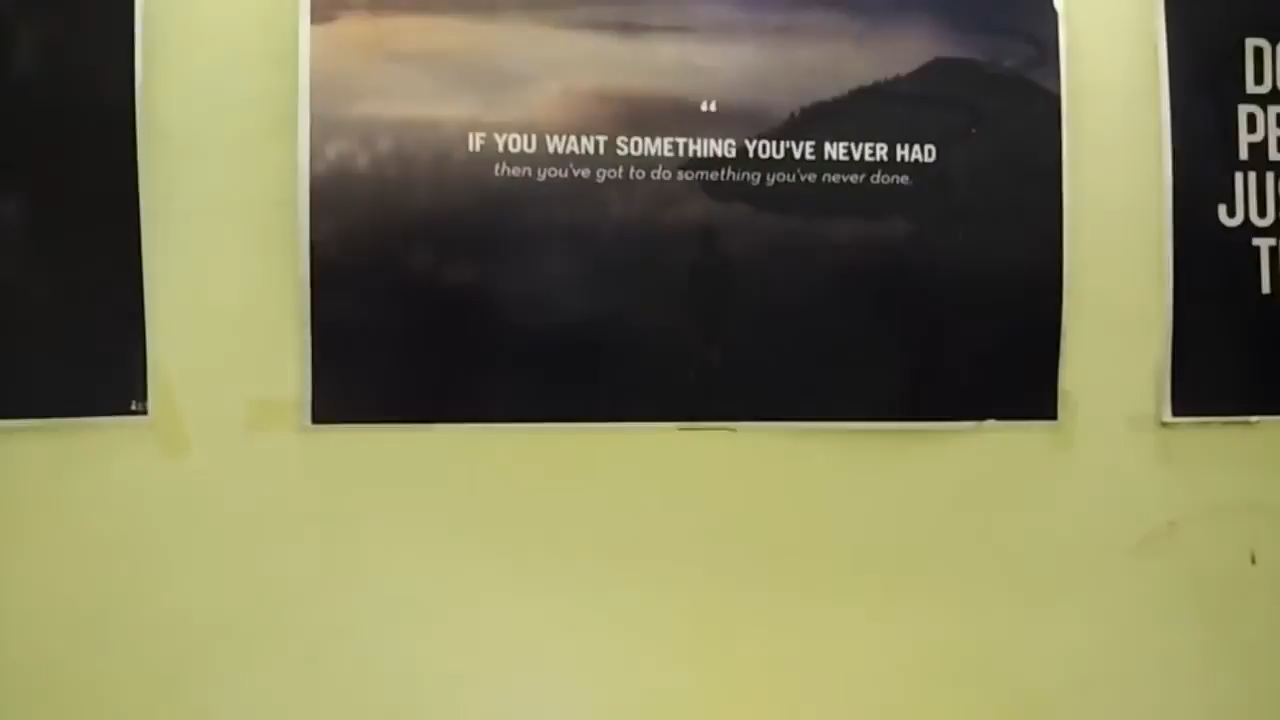 “
IF YOU WANT SOMETHING YOU'VE NEVER HAD
then you've got to do something you've never done.